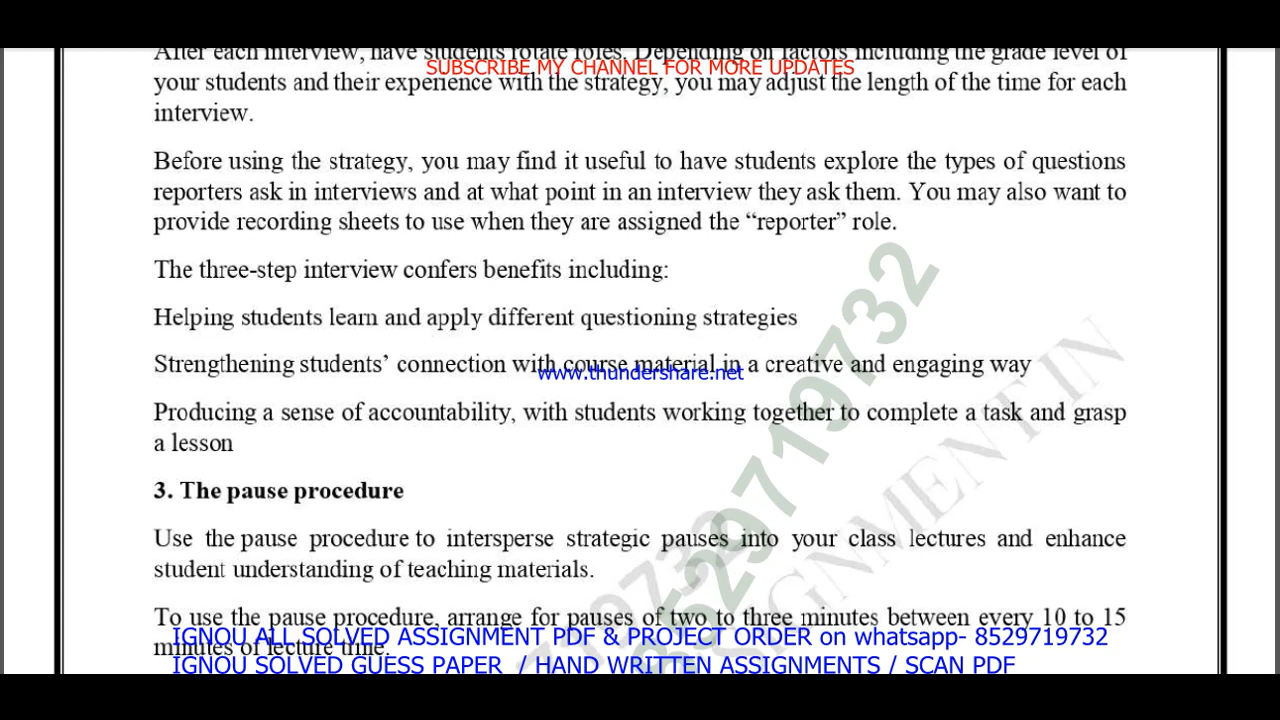 After each interview, have students rotate roles. Depending on factors including the grade level of
SUBSCRIBE MY CHANNEL FOR MORE UPDATES
your students and their experience with the strategy, you may adjust the length of the time for each
interview.
Before using the strategy, you may find it useful to have students explore the types of questions
reporters ask in interviews and at what point in an interview they ask them. You may also want to
provide recording sheets to use when they are assigned the “reporter” role.
The three-step interview confers benefits including:
Helping students learn and apply different questioning strategies
Strengthening students’ connection with course material in a creative and engaging way
www.thundershare.net
Producing a sense of accountability, with students working together to complete a task and grasp
a lesson
3. The pause procedure
Use the pause procedure to intersperse strategic pauses into your class lectures and enhance
student understanding of teaching materials.
To use the pause procedure, arrange for pauses of two to three minutes between every 10 to 15
IGNOU ALL SOLVED ASSIGNMENT PDF & PROJECT ORDER on whatsapp- 8529719732
minutes of lecture time.
IGNOU SOLVED GUESS PAPER / HAND WRITTEN ASSIGNMENTS / SCAN PDF